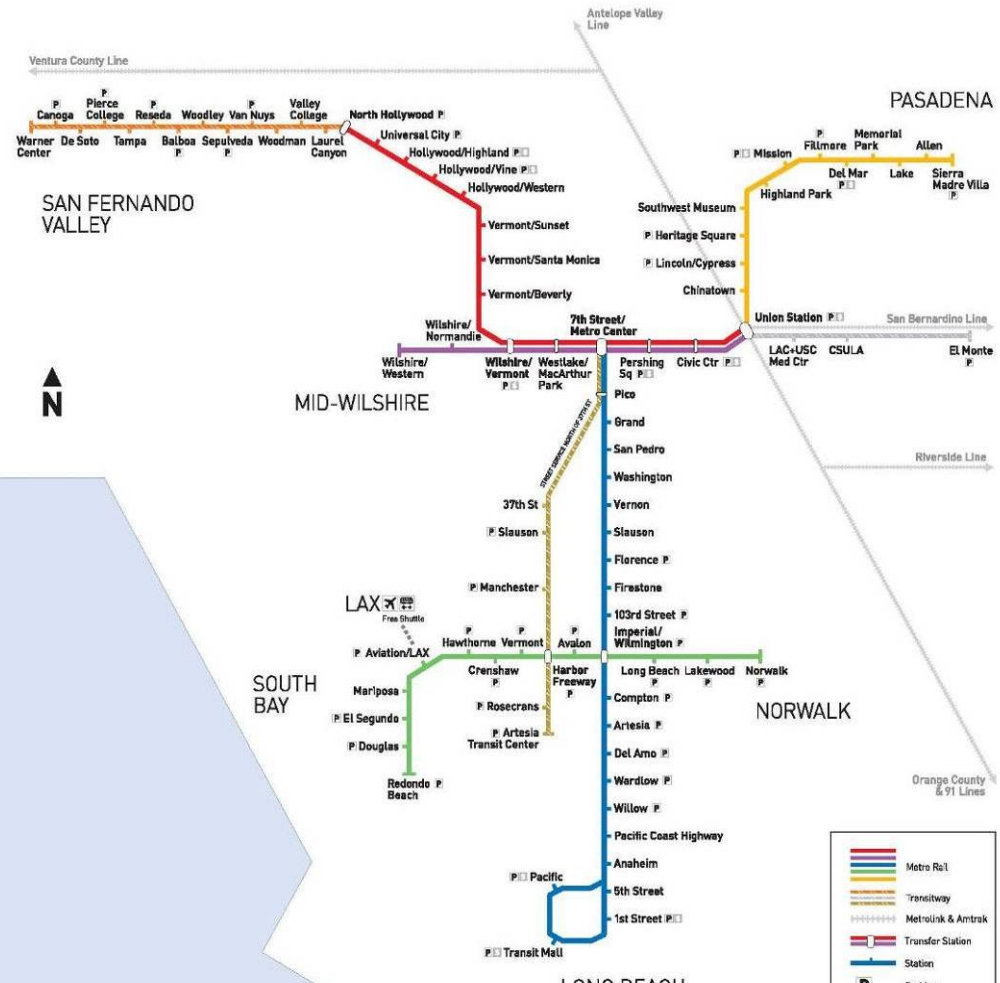 Antelope Valley
Line
Ventura County Line
PASADENA
P
Canoga
P
Pierce
College
P
Reseda
Woodley
P
Van Nuys
Valley
College
North Hollywood P
Warner
Center
De Soto
Tampa
Balboa
P
Sepulveda
P
Woodman
Laurel
Canyon
Universal City P
Hollywood/Highland P
Hollywood/Vine P
Hollywood/Western
P Mission
P
Fillmore
Memorial
Park
Allen
Highland Park
Del Mar
P
Lake
Sierra
Madre Villa
P
SAN FERNANDO
VALLEY
Southwest Museum
Vermont/Sunset
P Heritage Square
Vermont/Santa Monica
P Lincoln/Cypress
Vermont/Beverly
Chinatown
Union Station P
San Bernardino Line
Wilshire/
Normandie
7th Street/
Metro Center
Wilshire/
Western
Wilshire/
Vermont
P
Westlake/
MacArthur
Park
Pershing
Sq P
Civic Ctr P
LAC+USC
Med Ctr
CSULA
El Monte
P
N
MID-WILSHIRE
Pico
STREET SERVICE NORTH OF 37TH ST
Grand
San Pedro
Riverside Line
Washington
37th St
Vernon
P Slauson
Slauson
Florence P
P Manchester
Firestone
LAX
Free Shuttle
103rd Street P
P Aviation/LAX
P
Hawthorne
P
Vermont
P
Avalon
Imperial/
Wilmington P
Crenshaw
P
Harbor
Freeway
P
Long Beach
P
Lakewood
P
Norwalk
P
SOUTH
BAY
Mariposa
P El Segundo
P Douglas
Redondo P
Beach
P Rosecrans
P Artesia
Transit Center
Compton P
NORWALK
Artesia P
Del Amo P
Wardlow P
Orange County
& 91 Lines
Willow P
Pacific Coast Highway
Anaheim
P Pacific
5th Street
1st Street P
P Transit Mall
LONG BEACH
Metro Rail
Transitway
Metrolink & Amtrak
Transfer Station
Station
P